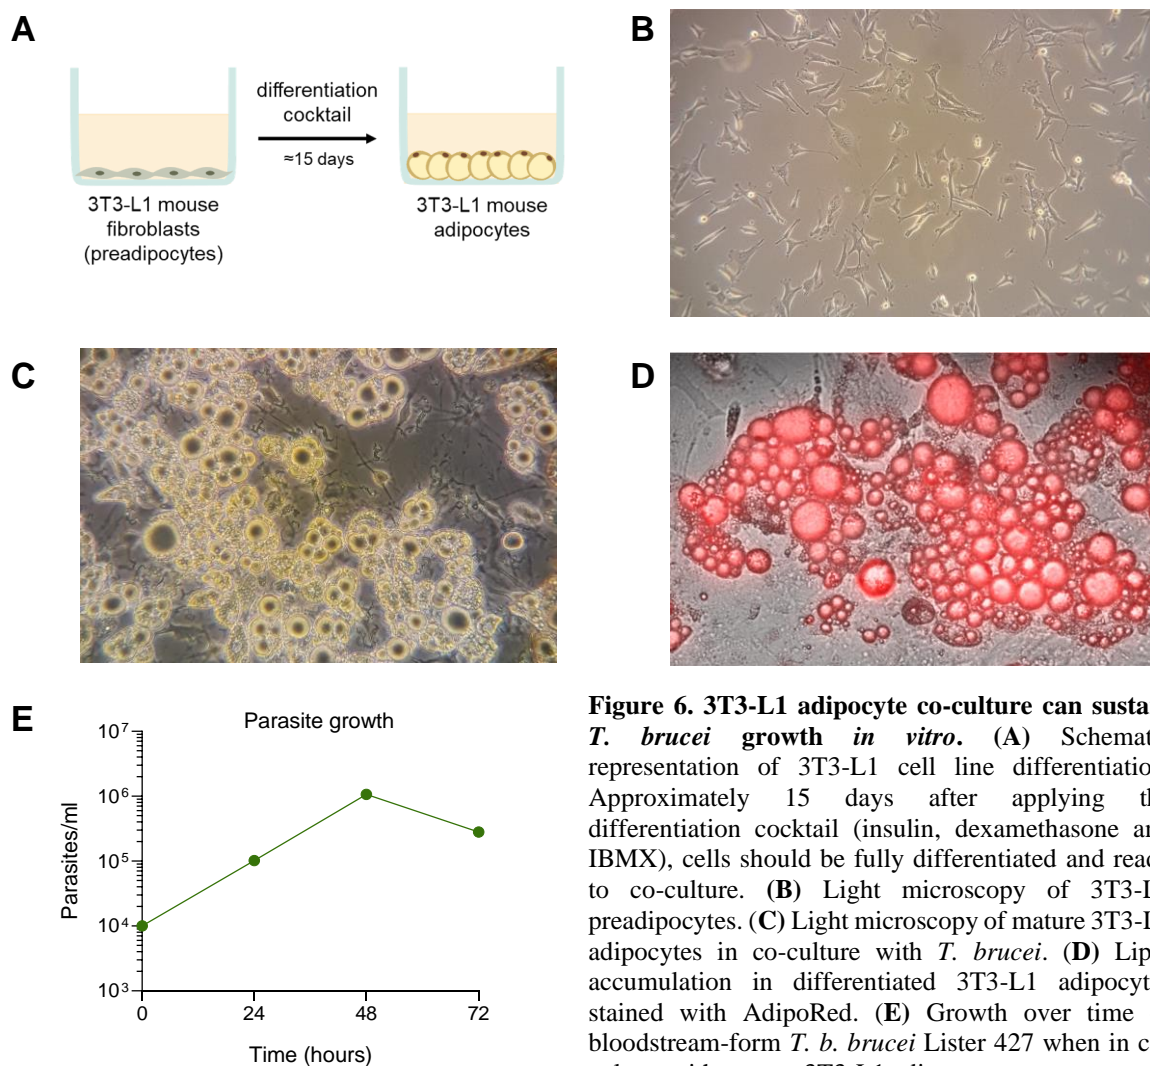 A
differentiation
cocktail
≈15 days
3T3-L1 mouse
fibroblasts
(preadipocytes)
3T3-L1 mouse
adipocytes
B
C
D
E
Parasite growth
Parasites/ml
10⁷
10⁶
10⁵
10⁴
10³
0 24 48 72
Time (hours)
Figure 6. 3T3-L1 adipocyte co-culture can susta
T. brucei growth in vitro. (A) Schemat
representation of 3T3-L1 cell line differentiatio
Approximately 15 days after applying th
differentiation cocktail (insulin, dexamethasone an
IBMX), cells should be fully differentiated and read
to co-culture. (B) Light microscopy of 3T3-L
preadipocytes. (C) Light microscopy of mature 3T3-L
adipocytes in co-culture with T. brucei. (D) Lip
accumulation in differentiated 3T3-L1 adipocyt
stained with AdipoRed. (E) Growth over time
bloodstream-form T. b. brucei Lister 427 when in c